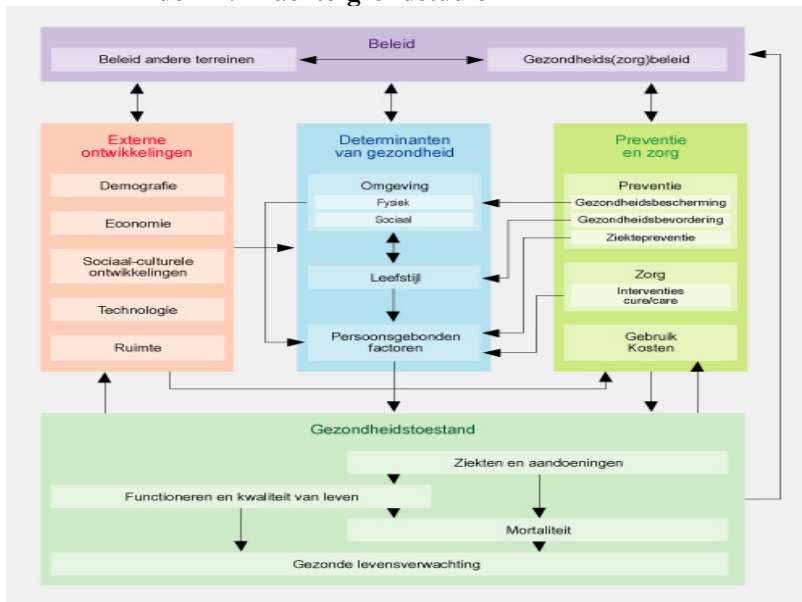 Beleid
Beleid andere terreinen
Gezondheids(zorg)beleid
Externe
ontwikkelingen
Demografie
Economie
Sociaal-culturele
ontwikkelingen
Technologie
Ruimte
Determinanten
van gezondheid
Omgeving
Fysiek
Sociaal
Leefstijl
Persoonsgebonden
factoren
Preventie
en zorg
Preventie
Gezondheidsbescherming
Gezondheidsbevordering
Ziektepreventie
Zorg
Interventies
cure/care
Gebruik
Kosten
Gezondheidstoestand
Ziekten en aandoeningen
Functioneren en kwaliteit van leven
Mortaliteit
Gezonde levensverwachting